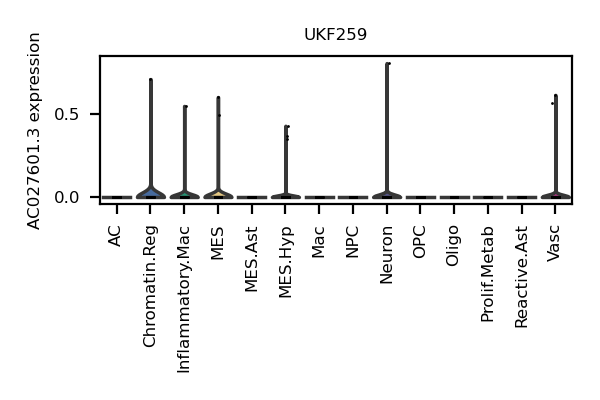 UKF259
AC027601.3 expression
0.5
0.0
AC
Chromatin.Reg
Inflammatory.Mac
MES
MES.Ast
MES.Hyp
Mac
NPC
Neuron
OPC
Oligo
Prolif.Metab
Reactive.Ast
Vasc